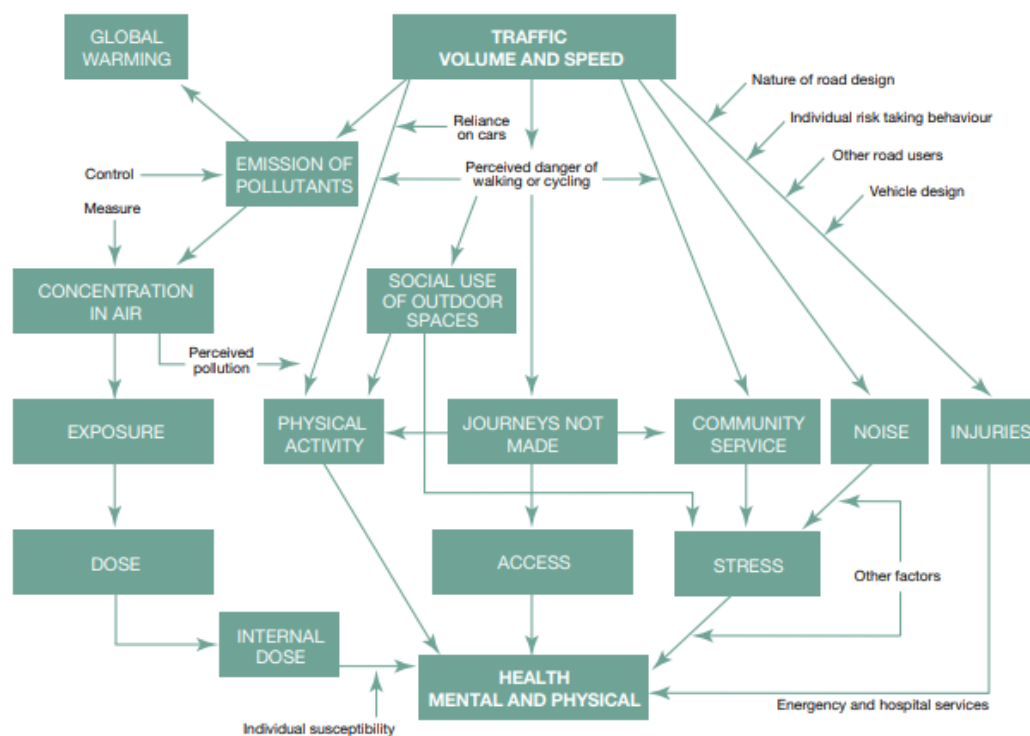 GLOBAL
WARMING
TRAFFIC
VOLUME AND SPEED
Nature of road design
Individual risk taking behaviour
Other road users
Vehicle design
Reliance
on cars
EMISSION OF
POLLUTANTS
Control
Perceived danger of
walking or cycling
Measure
CONCENTRATION
IN AIR
SOCIAL USE
OF OUTDOOR
SPACES
Perceived
pollution
EXPOSURE
PHYSICAL
ACTIVITY
JOURNEYS NOT
MADE
COMMUNITY
SERVICE
NOISE
INJURIES
DOSE
ACCESS
STRESS
Other factors
INTERNAL
DOSE
HEALTH
MENTAL AND PHYSICAL
Energency and hospital services
Individual susceptibility